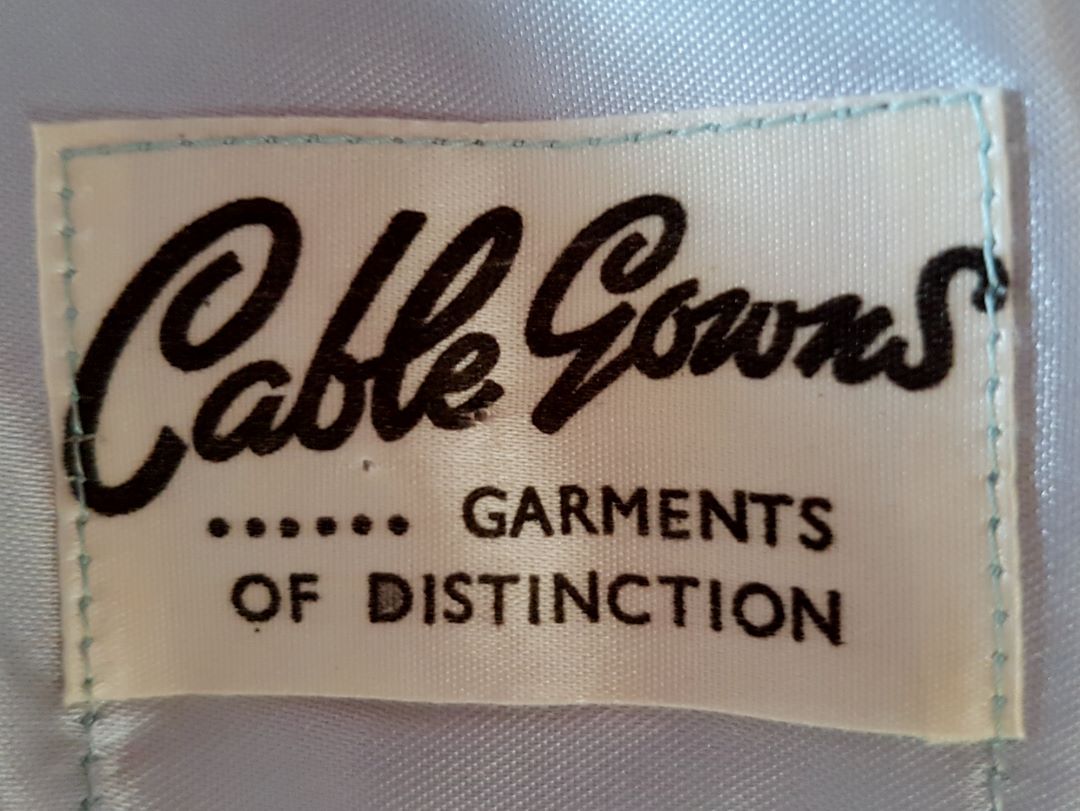 Cable Gowns
...... GARMENTS
OF DISTINCTION